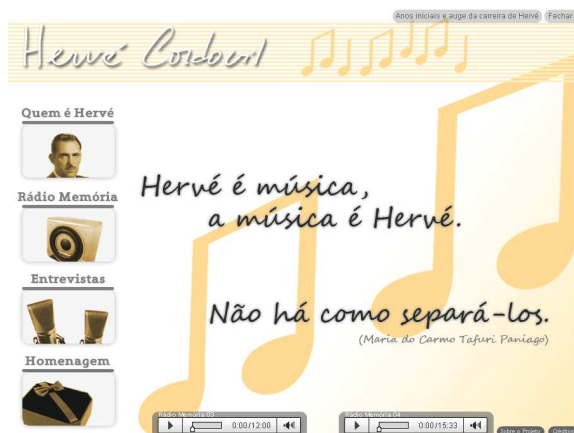 Anos iniciais e auge da carreira de Hervé Fechar
Hervé Cordovil
Quem é Hervé
Rádio Memória
Entrevistas
Homenagem
Hervé é música,
a música é Hervé.
Não há como separá-los.
(Maria do Carmo Tafuri Paniago)
Rádio Memória 03
0:00/12:00
Rádio Memória 04
0:00/15:33
Sobre o Projeto Créditos